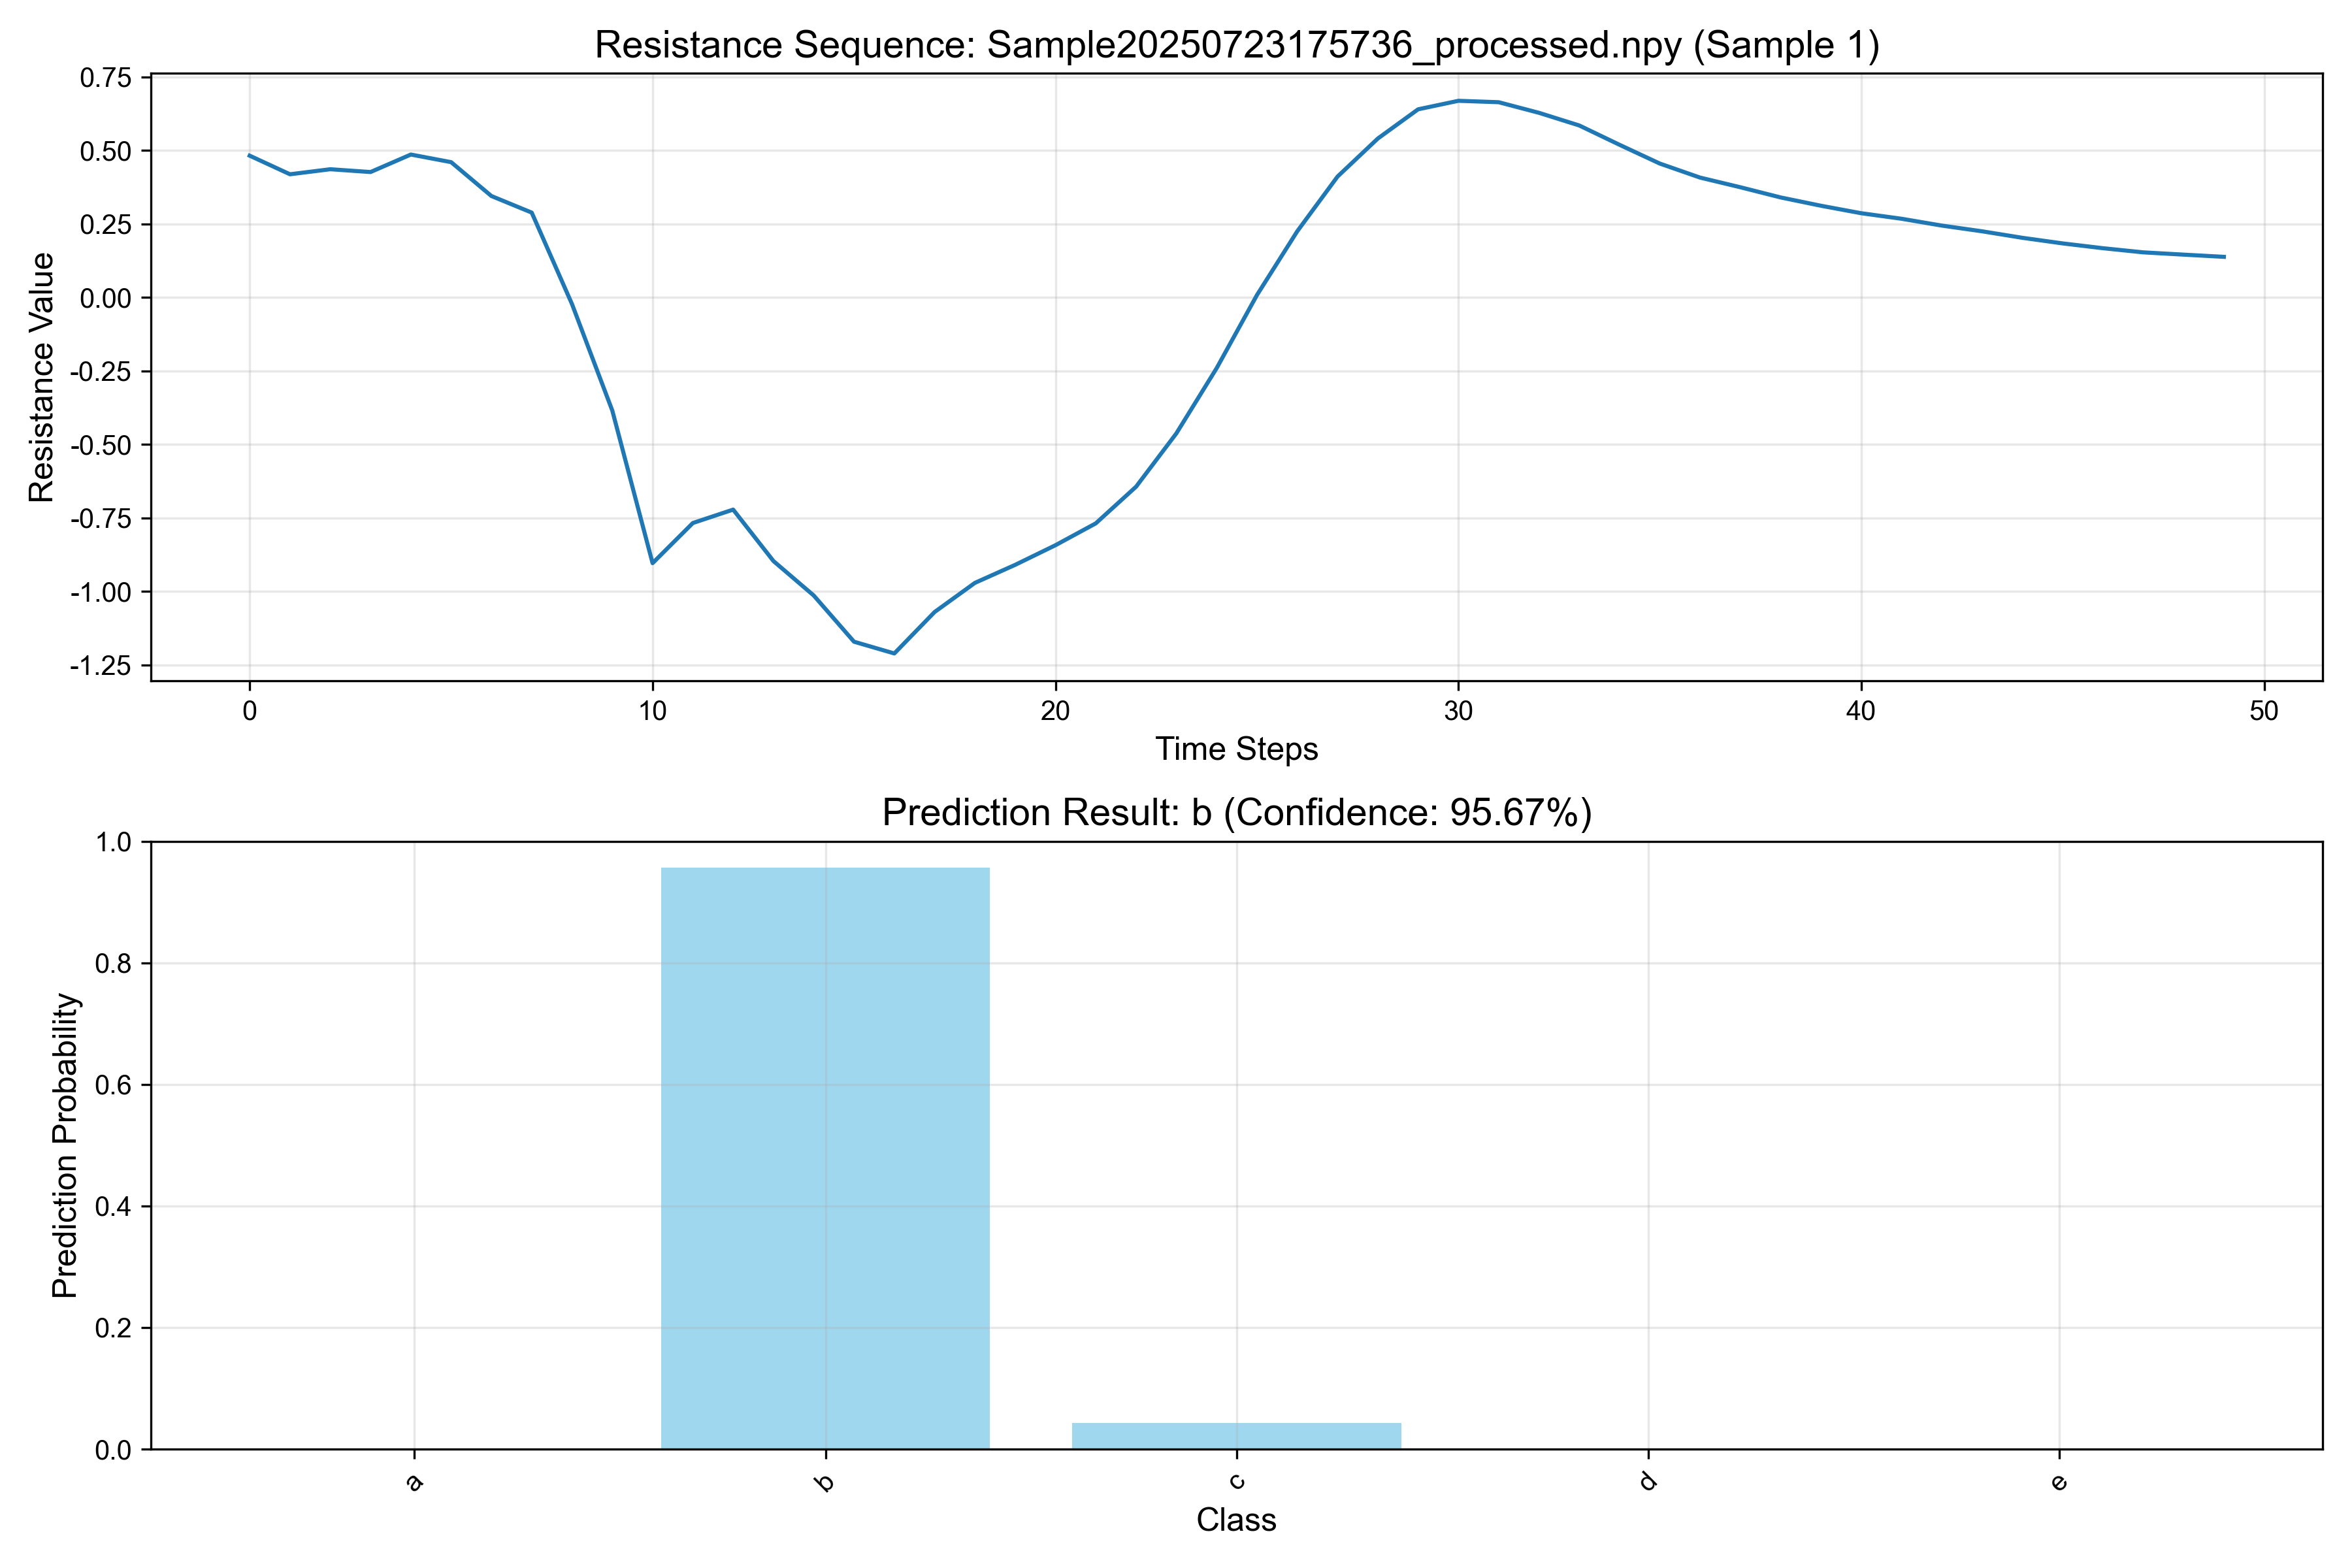 Resistance Sequence: Sample20250723175736_processed.npy (Sample 1)
Resistance Value
0.75
0.50
0.25
0.00
-0.25
-0.50
-0.75
-1.00
-1.25
0 10 20 30 40 50
Time Steps
Prediction Result: b (Confidence: 95.67%)
Prediction Probability
1.0
0.8
0.6
0.4
0.2
0.0
a b c d e
Class